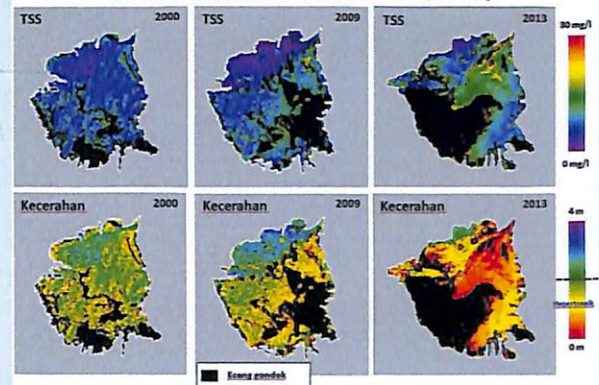 TSS 2000
TSS 2009
TSS 2013
30 mg/l
0 mg/l
Kecerahan 2000
Kecerahan 2009
Kecerahan 2013
4 m
0 m
Eceng gondok